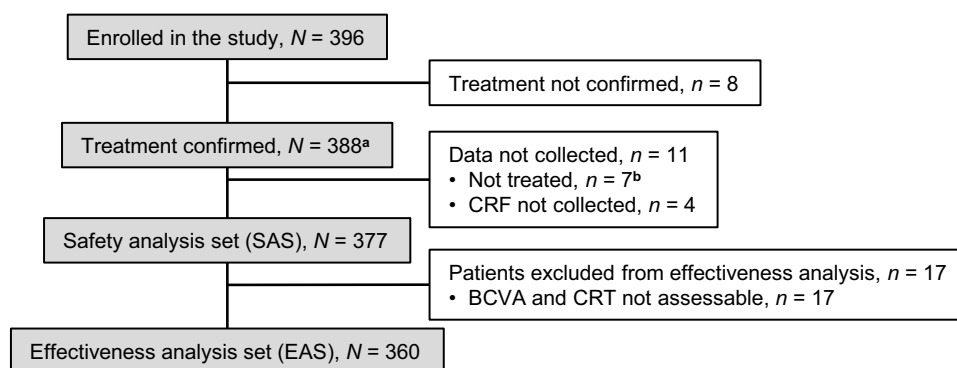 Enrolled in the study, N = 396
Treatment not confirmed, n = 8
Treatment confirmed, N = 388ᵃ
Data not collected, n = 11
• Not treated, n = 7ᵇ
• CRF not collected, n = 4
Safety analysis set (SAS), N = 377
Patients excluded from effectiveness analysis, n = 17
• BCVA and CRT not assessable, n = 17
Effectiveness analysis set (EAS), N = 360